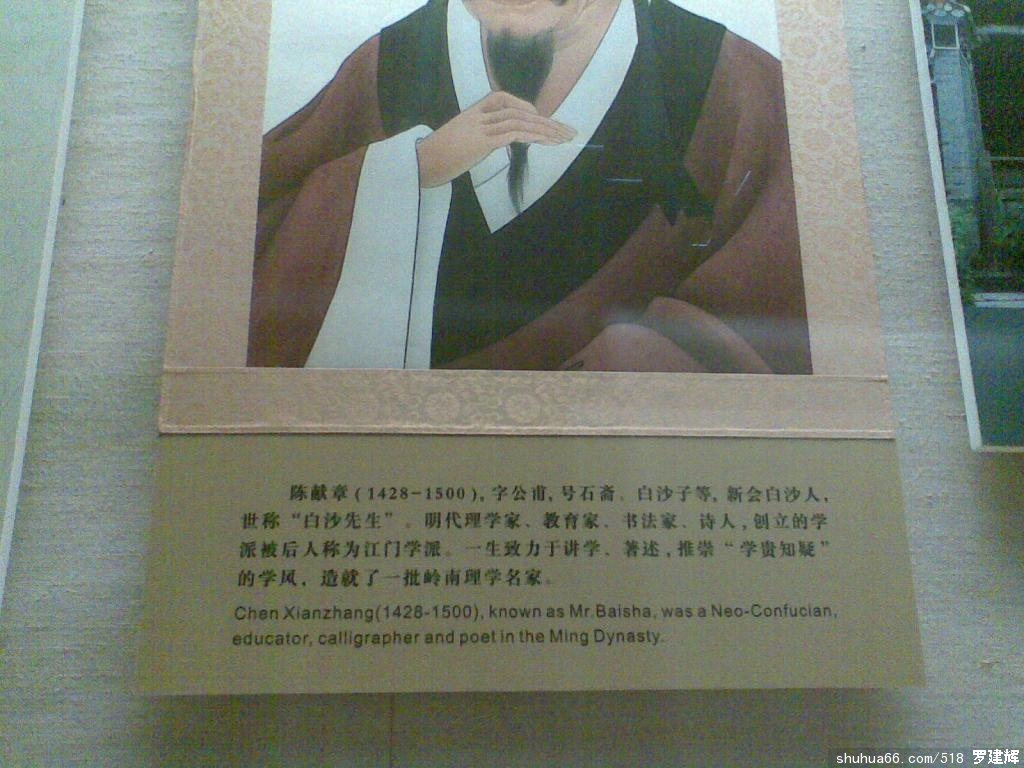 陈献章(1428-1500),字公甫,号石斋、白沙子等,新会白沙人,
世称“白沙先生”。明代理学家、教育家、书法家、诗人,创立的学
派被后人称为江门学派。一生致力于讲学、著述,推崇“学贵知疑”
的学风,造就了一批岭南理学名家。
Chen Xianzhang(1428-1500), known as Mr.Baisha, was a Neo-Confucian,
educator, calligrapher and poet in the Ming Dynasty.
shuhua66.com/518 罗建辉